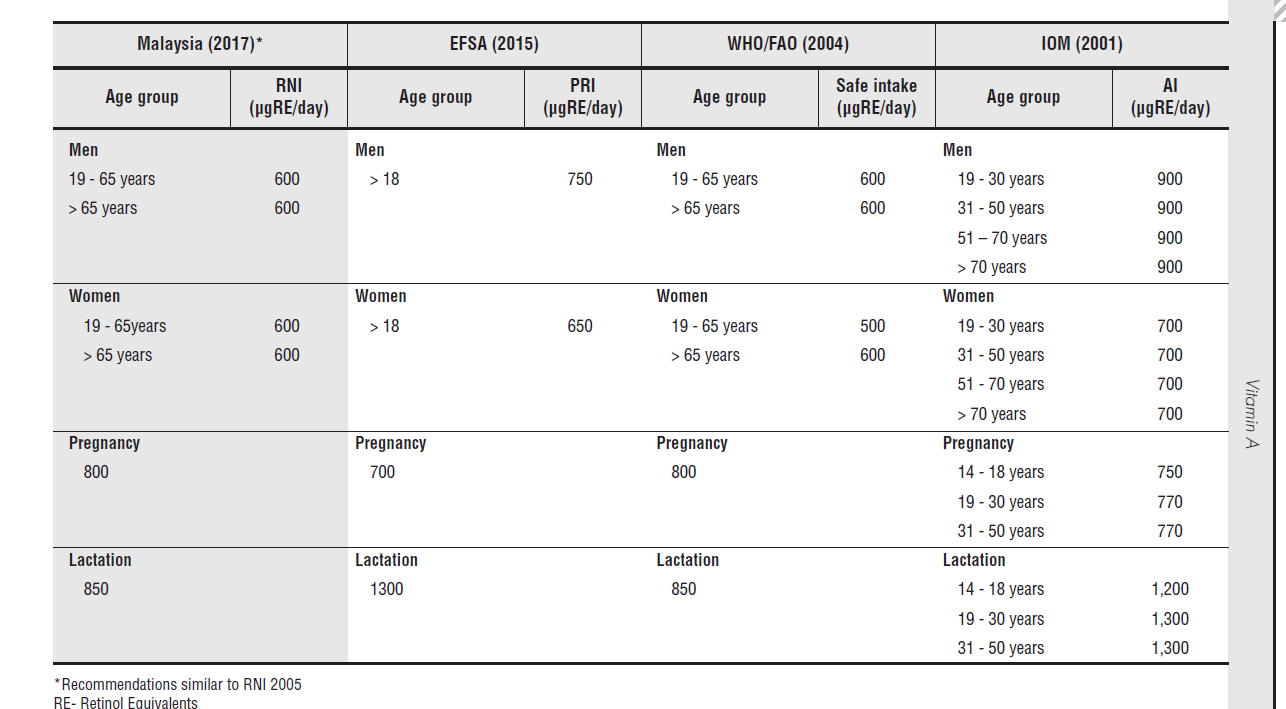 Malaysia (2017)* EFSA (2015) WHO/FAO (2004) IOM (2001)
Age group RNI (µgRE/day) Age group PRI (µgRE/day) Age group Safe intake (µgRE/day) Age group AI (µgRE/day)
Men Men Men Men
19 - 65 years 600 > 18 750 19 - 65 years 600 19 - 30 years 900
> 65 years 600 > 65 years 600 31 - 50 years 900
51 – 70 years 900
> 70 years 900
Women Women Women Women
19 - 65years 600 > 18 650 19 - 65 years 500 19 - 30 years 700
> 65 years 600 > 65 years 600 31 - 50 years 700
51 - 70 years 700
> 70 years 700
Pregnancy Pregnancy Pregnancy Pregnancy
800 700 800 14 - 18 years 750
19 - 30 years 770
31 - 50 years 770
Lactation Lactation Lactation Lactation
850 1300 850 14 - 18 years 1,200
19 - 30 years 1,300
31 - 50 years 1,300
*Recommendations similar to RNI 2005
RE- Retinol Equivalents
Vitamin A